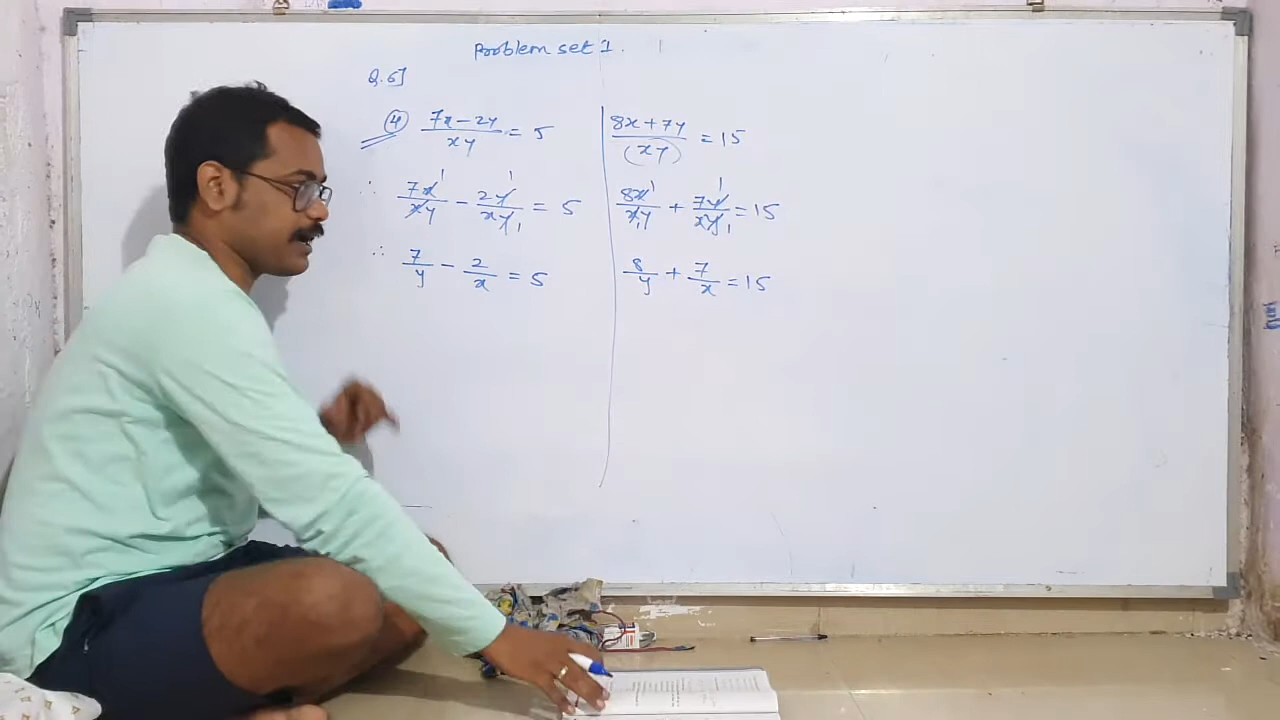 Problem set 1.
Q.6]
(4) (7x-2y)/(xy) = 5
∴ 7x/xy - 2y/xy = 5
∴ 7/y - 2/x = 5
(8x+7y)/(xy) = 15
8x/xy + 7y/xy = 15
8/y + 7/x = 15